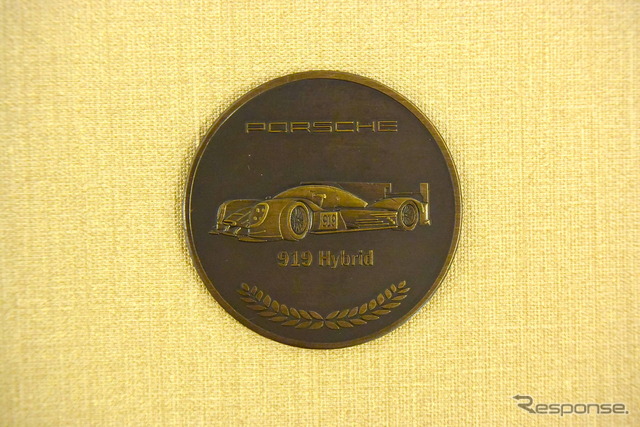 PORSCHE
919
919 Hybrid
Response.